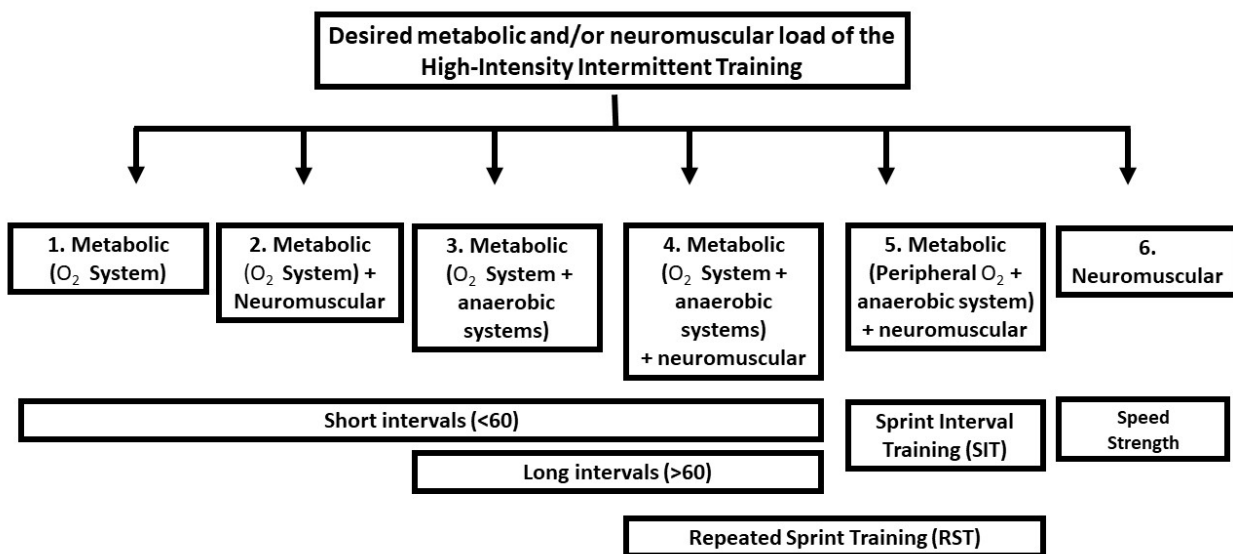 Desired metabolic and/or neuromuscular load of the
High-Intensity Intermittent Training
1. Metabolic
(O₂ System)
2. Metabolic
(O₂ System) +
Neuromuscular
3. Metabolic
(O₂ System +
anaerobic
systems)
4. Metabolic
(O₂ System +
anaerobic
systems)
+ neuromuscular
5. Metabolic
(Peripheral O₂ +
anaerobic system)
+ neuromuscular
6.
Neuromuscular
Short intervals (<60)
Sprint Interval
Training (SIT)
Speed
Strength
Long intervals (>60)
Repeated Sprint Training (RST)